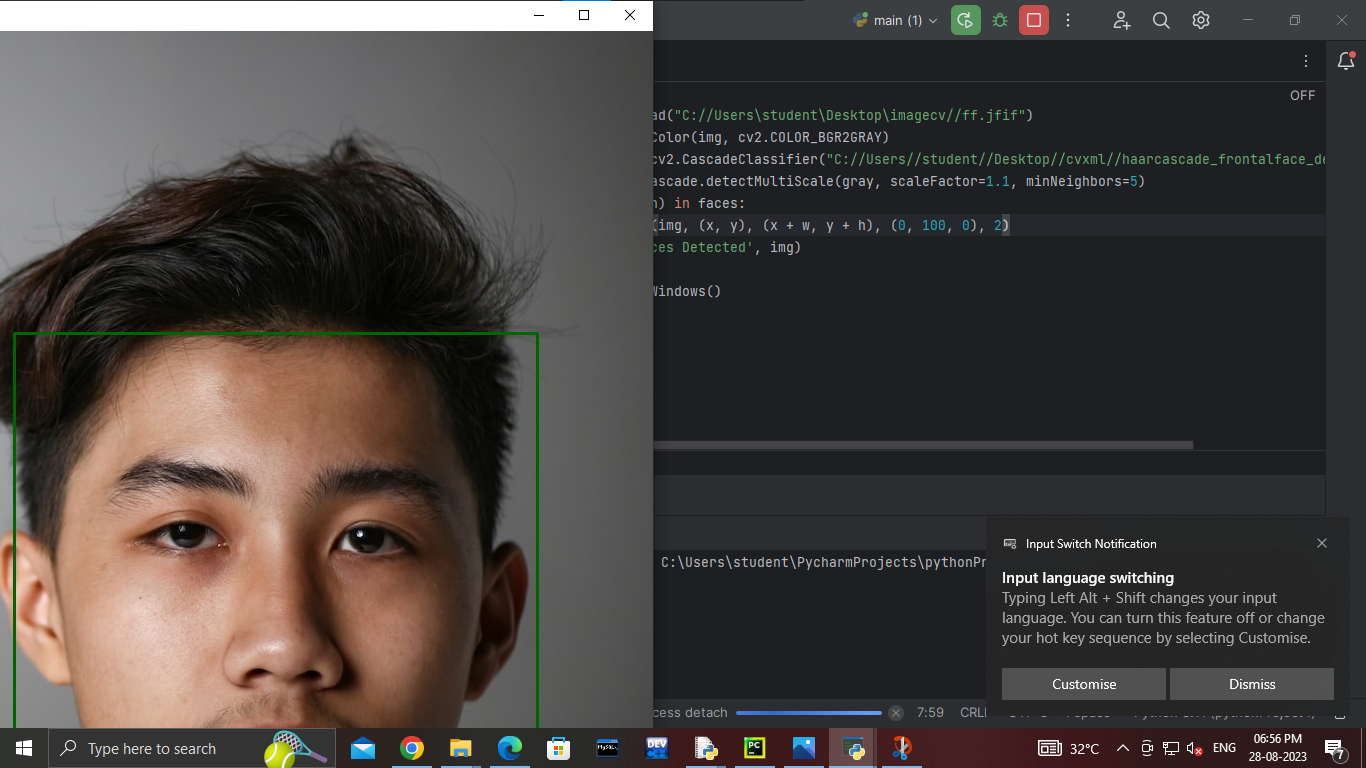 main (1)
OFF
ad("C://Users\student\Desktop\imagecv//ff.jfif")
Color(img, cv2.COLOR_BGR2GRAY)
cv2.CascadeClassifier("C://Users//student//Desktop//cvxml//haarcascade_frontalface_de
ascade.detectMultiScale(gray, scaleFactor=1.1, minNeighbors=5)
h) in faces:
(img, (x, y), (x + w, y + h), (0, 100, 0), 2)
ces Detected', img)
Windows()
C:\Users\student\PycharmProjects\pythonPr
Input Switch Notification
Input language switching
Typing Left Alt + Shift changes your input
language. You can turn this feature off or change
your hot key sequence by selecting Customise.
Customise
Dismiss
cess detach
7:59
CRLI
Type here to search
MySQL
DEV
PC
32°C
ENG
06:56 PM
28-08-2023
7